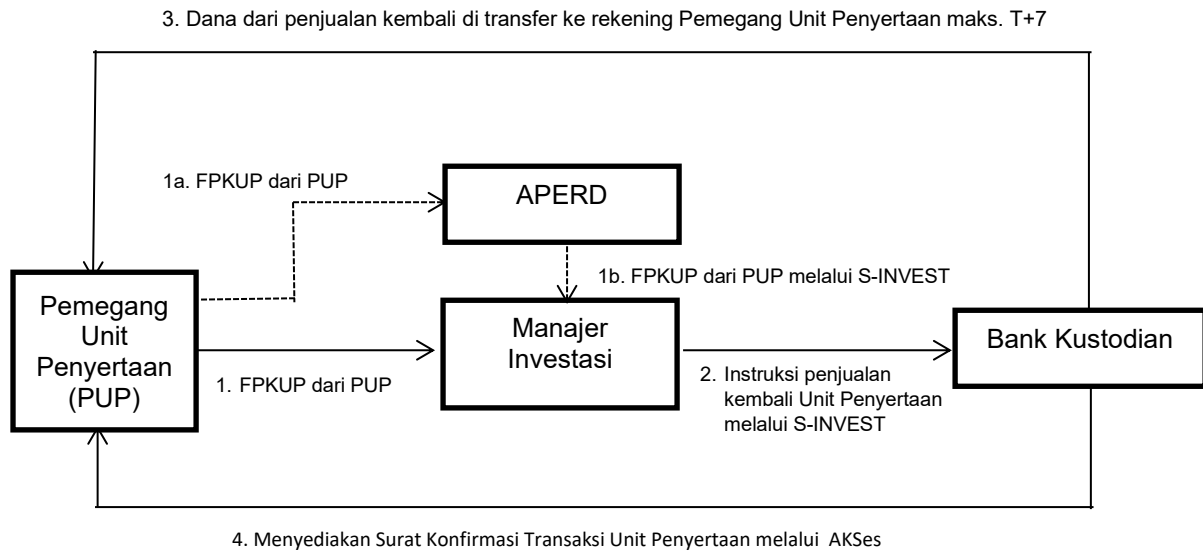 3. Dana dari penjualan kembali di transfer ke rekening Pemegang Unit Penyertaan maks. T+7
1a. FPKUP dari PUP
APERD
1b. FPKUP dari PUP melalui S-INVEST
Pemegang
Unit
Penyertaan
(PUP)
Manajer
Investasi
Bank Kustodian
1. FPKUP dari PUP
2. Instruksi penjualan
kembali Unit Penyertaan
melalui S-INVEST
4. Menyediakan Surat Konfirmasi Transaksi Unit Penyertaan melalui AKSes